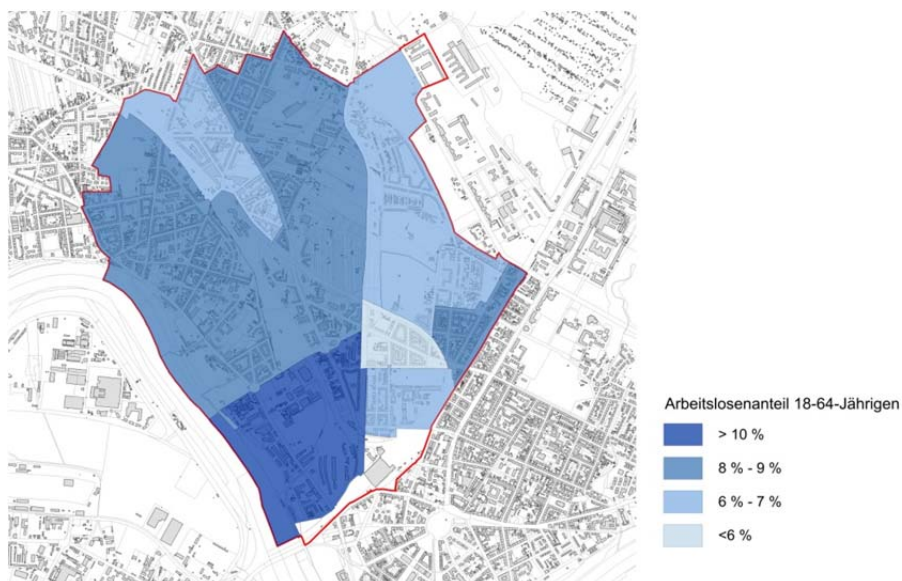 Arbeitslosenanteil 18-64-Jährigen
> 10 %
8 % - 9 %
6 % - 7 %
<6 %